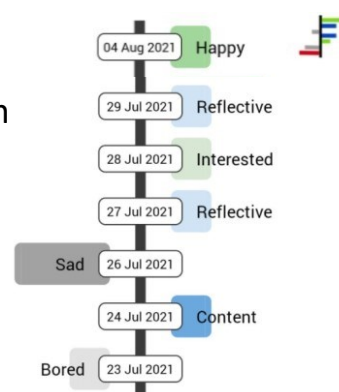 04 Aug 2021 Happy
n
29 Jul 2021 Reflective
28 Jul 2021 Interested
27 Jul 2021 Reflective
Sad 26 Jul 2021
24 Jul 2021 Content
Bored 23 Jul 2021